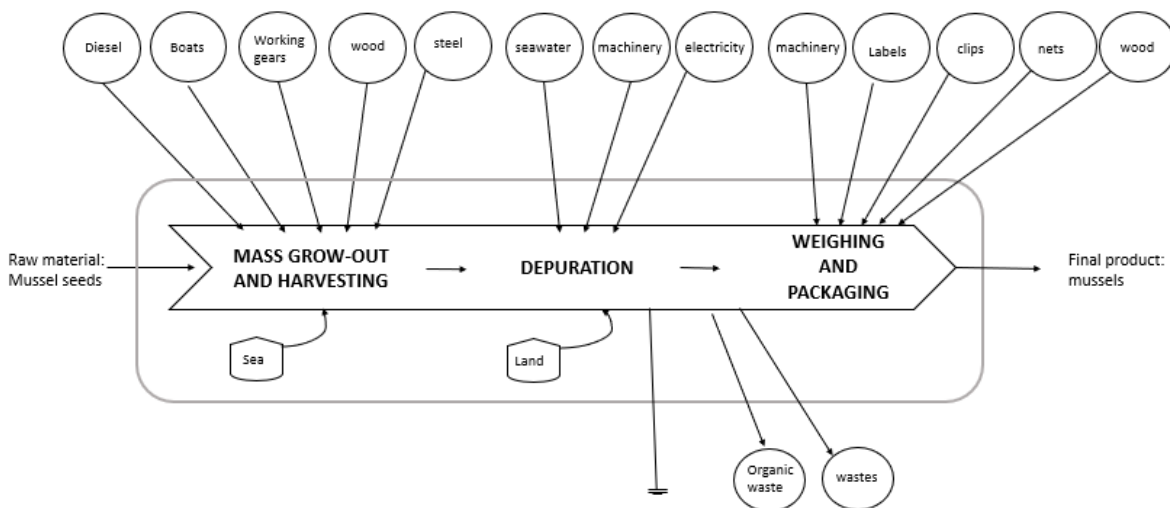 Diesel
Boats
Working
gears
wood
steel
seawater
machinery
electricity
machinery
Labels
clips
nets
wood
Raw material:
Mussel seeds
MASS GROW-OUT
AND HARVESTING
DEPURATION
WEIGHING
AND
PACKAGING
Final product:
mussels
Sea
Land
Organic
waste
wastes